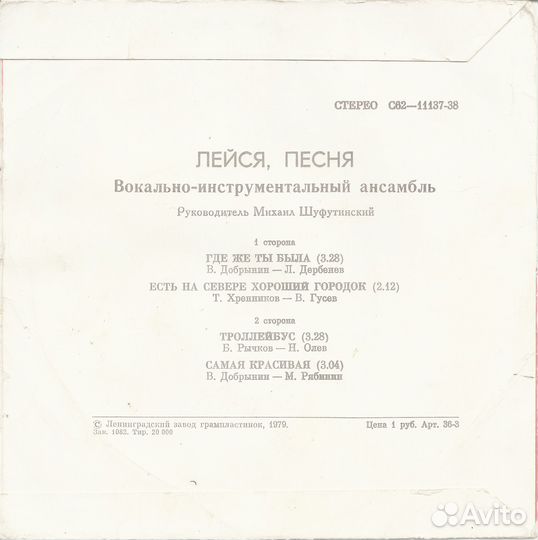 СТЕРЕО С62—11137-38
ЛЕЙСЯ, ПЕСНЯ
Вокально-инструментальный ансамбль
Руководитель Михаил Шуфутинский
1 сторона
ГДЕ ЖЕ ТЫ БЫЛА (3.28)
В. Добрынин — Л. Дербенев
ЕСТЬ НА СЕВЕРЕ ХОРОШИЙ ГОРОДОК (2.12)
Т. Хренников — В. Гусев
2 сторона
ТРОЛЛЕЙБУС (3.28)
Б. Рычков — Н. Олев
САМАЯ КРАСИВАЯ (3.04)
В. Добрынин — М. Рябинин
© Ленинградский завод грампластинок, 1979. Цена 1 руб. Арт. 36-3
Зак. 1082. Тир. 20 000
Avito